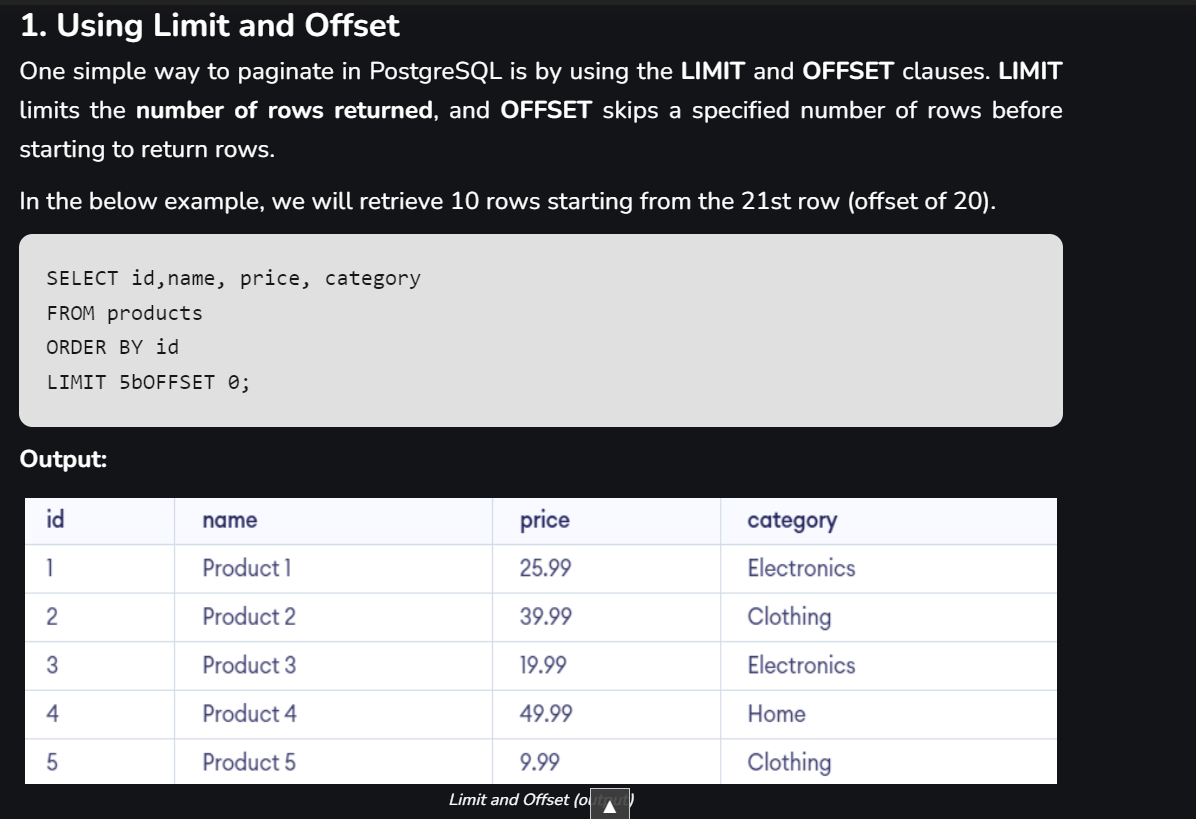 1. Using Limit and Offset
One simple way to paginate in PostgreSQL is by using the LIMIT and OFFSET clauses. LIMIT
limits the number of rows returned, and OFFSET skips a specified number of rows before
starting to return rows.
In the below example, we will retrieve 10 rows starting from the 21st row (offset of 20).
SELECT id,name, price, category
FROM products
ORDER BY id
LIMIT 5bOFFSET 0;
Output:
id name price category
1 Product 1 25.99 Electronics
2 Product 2 39.99 Clothing
3 Product 3 19.99 Electronics
4 Product 4 49.99 Home
5 Product 5 9.99 Clothing
Limit and Offset (output)